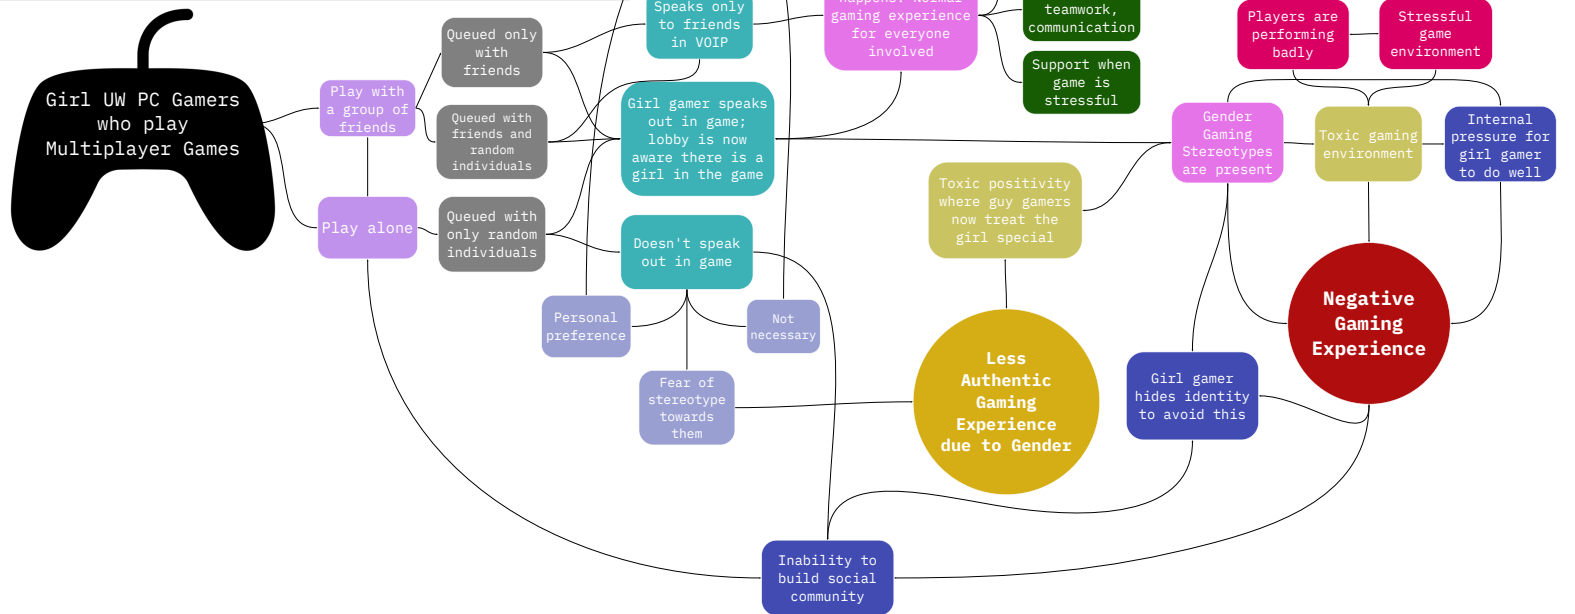 Girl UW PC Gamers
who play
Multiplayer Games
Play with
a group of
friends
Play alone
Queued only
with
friends
Queued with
friends and
random
individuals
Queued with
only random
individuals
Speaks only
to friends
in VOIP
Girl gamer speaks
out in game;
lobby is now
aware there is a
girl in the game
Doesn't speak
out in game
Personal
preference
Not
necessary
Fear of
stereotype
towards
them
happens. Normal
gaming experience
for everyone
involved
teamwork,
communication
Support when
game is
stressful
Toxic positivity
where guy gamers
now treat the
girl special
Less
Authentic
Gaming
Experience
due to Gender
Players are
performing
badly
Stressful
game
environment
Gender
Gaming
Stereotypes
are present
Toxic gaming
environment
Internal
pressure for
girl gamer
to do well
Negative
Gaming
Experience
Girl gamer
hides identity
to avoid this
Inability to
build social
community